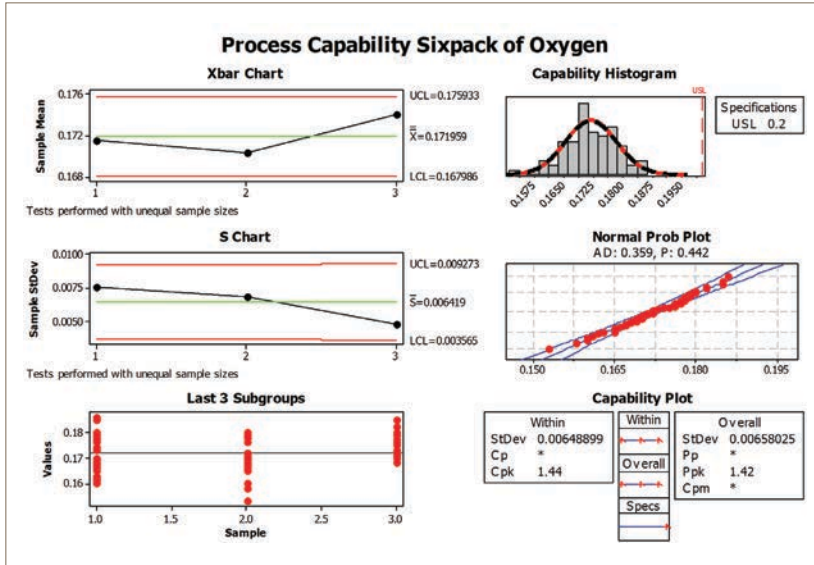 Process Capability Sixpack of Oxygen
Xbar Chart
Sample Mean
0.176
0.172
0.168
1
2
3
UCL=0.175933
X=0.171959
LCL=0.167986
Tests performed with unequal sample sizes
Capability Histogram
USL
0.1575
0.1650
0.1725
0.1800
0.1875
0.1950
Specifications
USL 0.2
S Chart
Sample StDev
0.0100
0.0075
0.0050
1
2
3
UCL=0.009273
S=0.006419
LCL=0.003565
Tests performed with unequal sample sizes
Normal Prob Plot
AD: 0.359, P: 0.442
0.150
0.165
0.180
0.195
Last 3 Subgroups
Values
0.18
0.17
0.16
1.0
1.5
2.0
2.5
3.0
Sample
Capability Plot
Within
StDev 0.00648899
Cp *
Cpk 1.44
Within
Overall
Specs
Overall
StDev 0.00658025
Pp *
Ppk 1.42
Cpm *